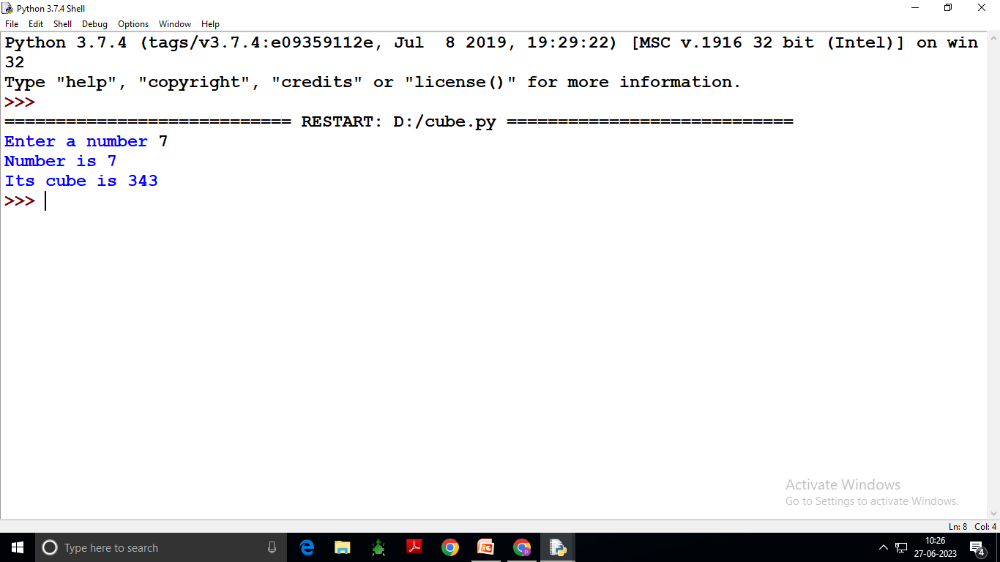 Python 3.7.4 Shell
File Edit Shell Debug Options Window Help
Python 3.7.4 (tags/v3.7.4:e09359112e, Jul  8 2019, 19:29:22) [MSC v.1916 32 bit (Intel)] on win
32
Type "help", "copyright", "credits" or "license()" for more information.
>>>
============================ RESTART: D:/cube.py ============================
Enter a number 7
Number is 7
Its cube is 343
>>>
Activate Windows
Go to Settings to activate Windows.
Ln: 8 Col: 4
Type here to search
10:26
27-06-2023
4